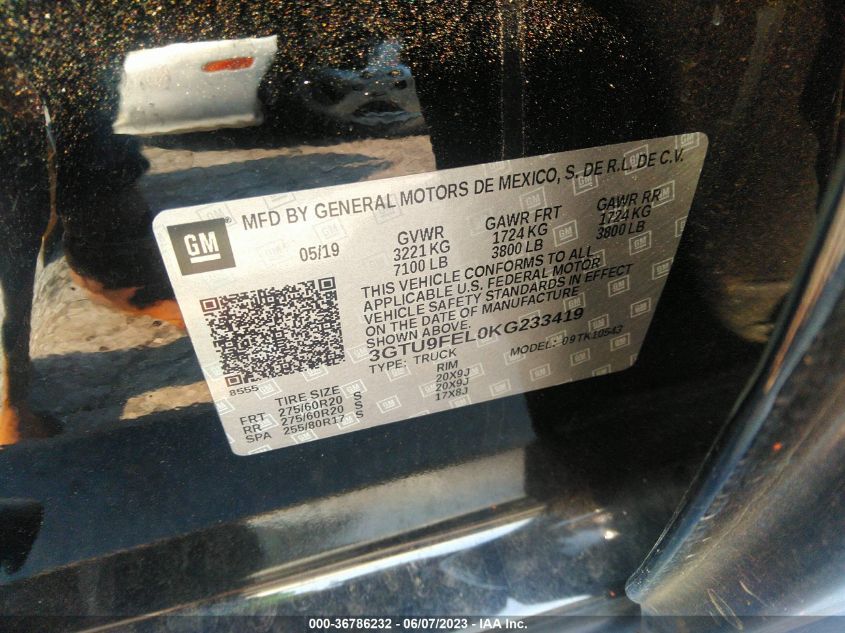 MFD BY GENERAL MOTORS DE MEXICO, S. DE R.L. DE C.V.
GM
05/19
GVWR GAWR FRT GAWR RR
3221 KG 1724 KG 1724 KG
7100 LB 3800 LB 3800 LB
THIS VEHICLE CONFORMS TO ALL
APPLICABLE U.S. FEDERAL MOTOR
VEHICLE SAFETY STANDARDS IN EFFECT
ON THE DATE OF MANUFACTURE
SHOWN ABOVE.
3GTU9FEL0KG233419
TYPE: TRUCK MODEL: 09TK10543
8555
TIRE SIZE RIM
FRT 275/60R20 S 20X9J
RR 275/60R20 S 20X9J
SPA 255/80R17 S 17X8J
000-36786232 - 06/07/2023 - IAA Inc.